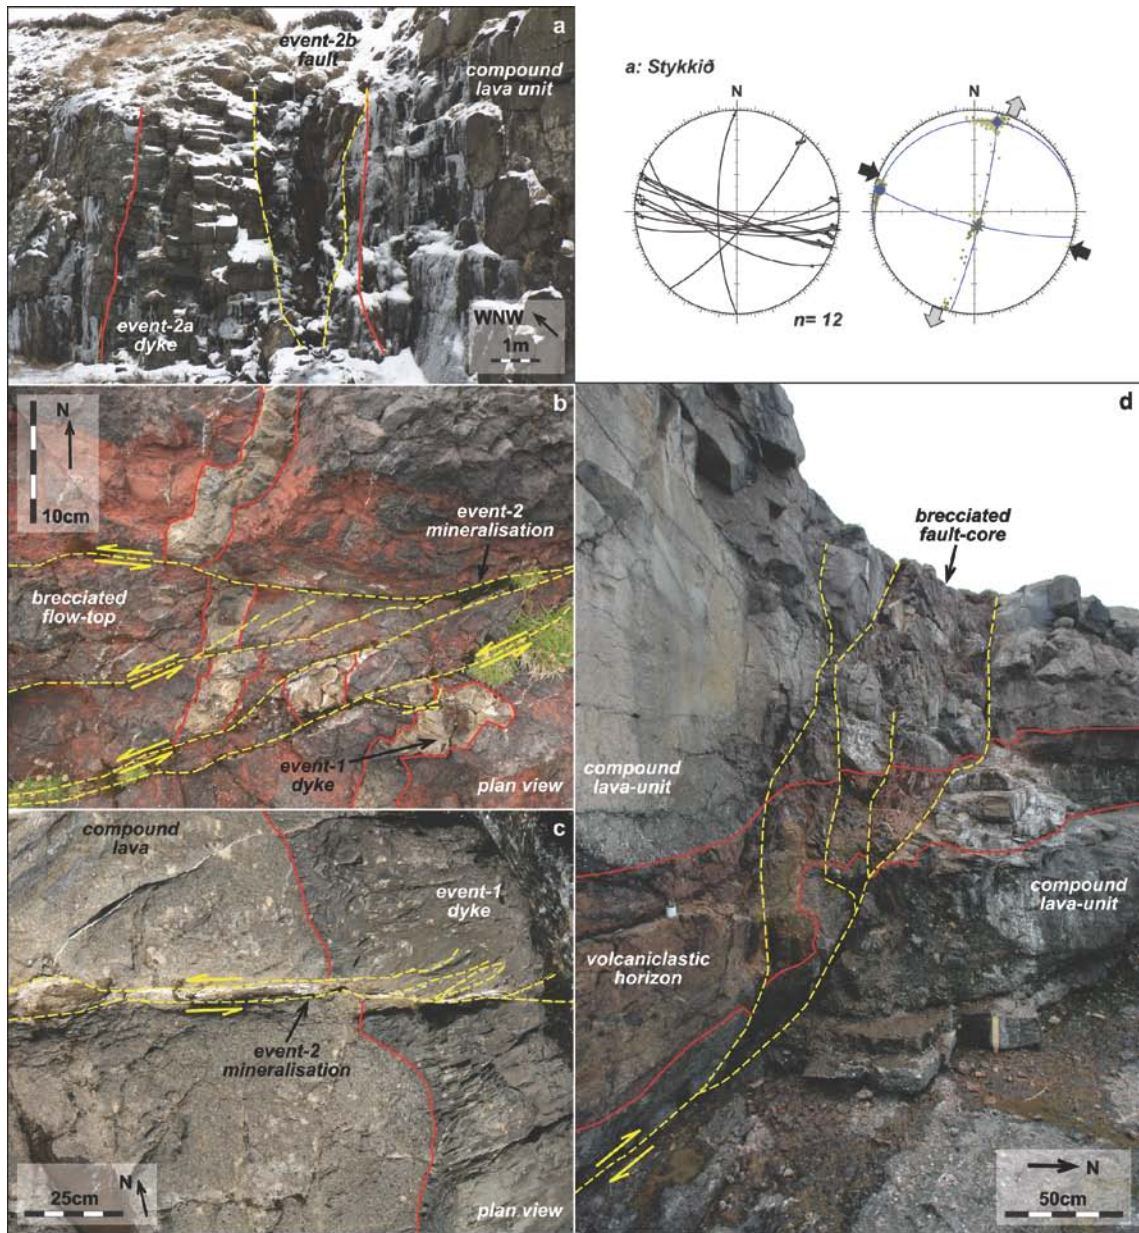 a
event-2b
fault
compound
lava unit
event-2a
dyke
WNW
1m
a: Stykkið
N
N
n= 12
b
N
10cm
event-2
mineralisation
brecciated
flow-top
event-1
dyke
plan view
c
compound
lava
event-1
dyke
event-2
mineralisation
N
25cm
plan view
d
brecciated
fault-core
compound
lava-unit
compound
lava-unit
volcaniclastic
horizon
N
50cm